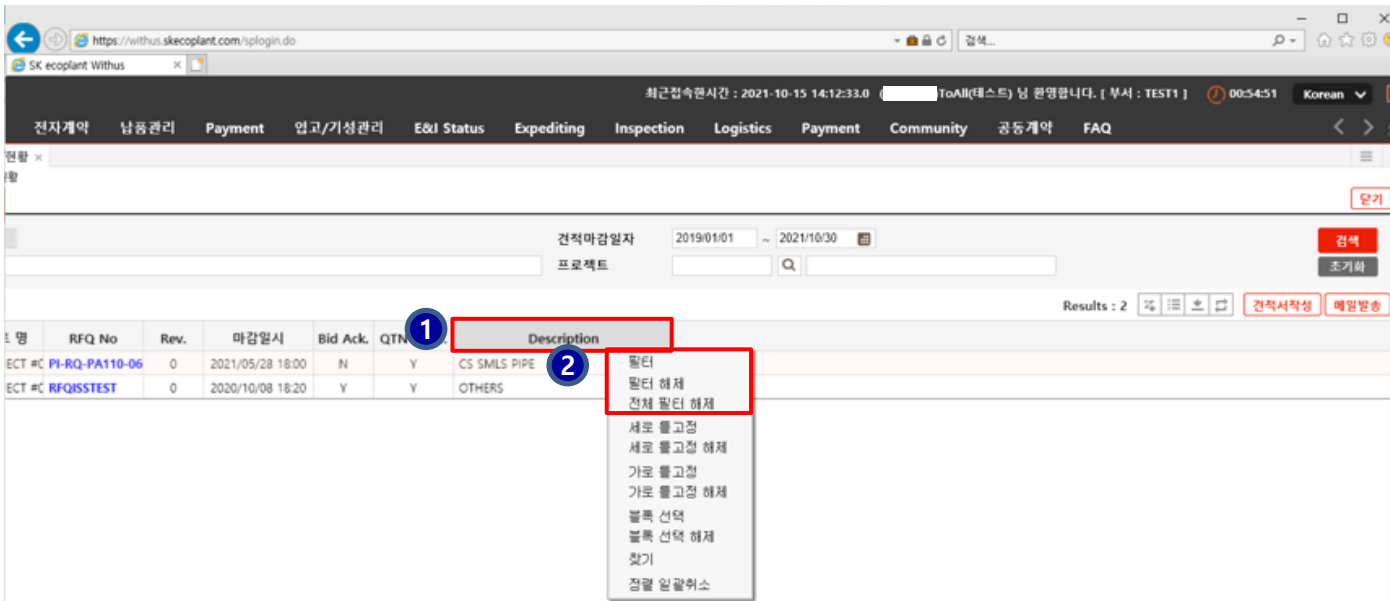 https://withus.skecoplant.com/splogin.do
검색...
SK ecoplant Withus
최근접속한시간 : 2021-10-15 14:12:33.0 ( )ToAll(테스트) 님 환영합니다. [ 부서 : TEST1 ] 00:54:51 Korean
전자계약 납품관리 Payment 입고/기성관리 E&I Status Expediting Inspection Logistics Payment Community 공동계약 FAQ
현황
닫기
견적마감일자 2019/01/01 ~ 2021/10/30 검색
프로젝트 초기화
Results : 2 견적서작성 메일발송
1
명 RFQ No Rev. 마감일시 Bid Ack. QTN Description
2
ECT #C PI-RQ-PA110-06 0 2021/05/28 18:00 N Y CS SMLS PIPE
ECT #C RFQISSTEST 0 2020/10/08 18:20 Y Y OTHERS
필터
필터 해제
전체 필터 해제
세로 틀고정
세로 틀고정 해제
가로 틀고정
가로 틀고정 해제
블록 선택
블록 선택 해제
찾기
정렬 일괄취소